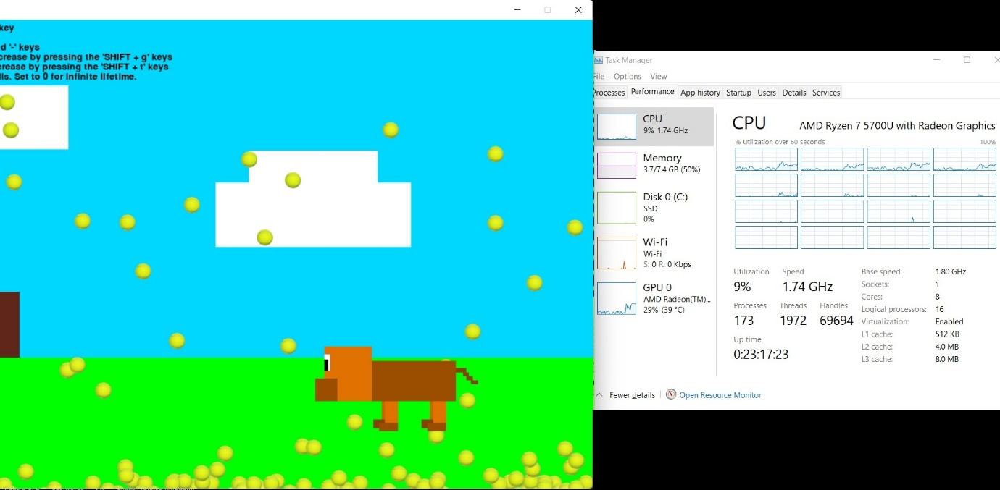 key
d '-' keys
crease by pressing the 'SHIFT + g' keys
crease by pressing the 'SHIFT + t' keys
lls. Set to 0 for infinite lifetime.
Task Manager
File Options View
Processes Performance App history Startup Users Details Services
CPU
9% 1.74 GHz
Memory
3.7/7.4 GB (50%)
Disk 0 (C:)
SSD
0%
Wi-Fi
Wi-Fi
S: 0 R: 0 Kbps
GPU 0
AMD Radeon(TM)...
29% (39 °C)
CPU AMD Ryzen 7 5700U with Radeon Graphics
% Utilization over 60 seconds 100%
Utilization Speed
9% 1.74 GHz
Processes Threads Handles
173 1972 69694
Up time
0:23:17:23
Base speed: 1.80 GHz
Sockets: 1
Cores: 8
Logical processors: 16
Virtualization: Enabled
L1 cache: 512 KB
L2 cache: 4.0 MB
L3 cache: 8.0 MB
Fewer details Open Resource Monitor